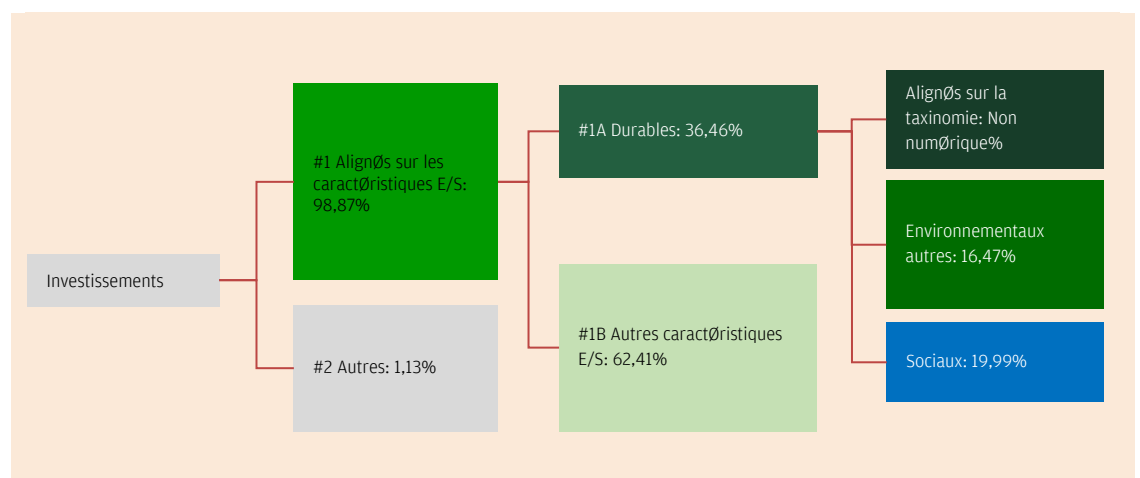 Investissements
#1 AlignØs sur les
caractØristiques E/S:
98,87%
#2 Autres: 1,13%
#1A Durables: 36,46%
#1B Autres caractØristiques
E/S: 62,41%
AlignØs sur la
taxinomie: Non
numØrique%
Environnementaux
autres: 16,47%
Sociaux: 19,99%